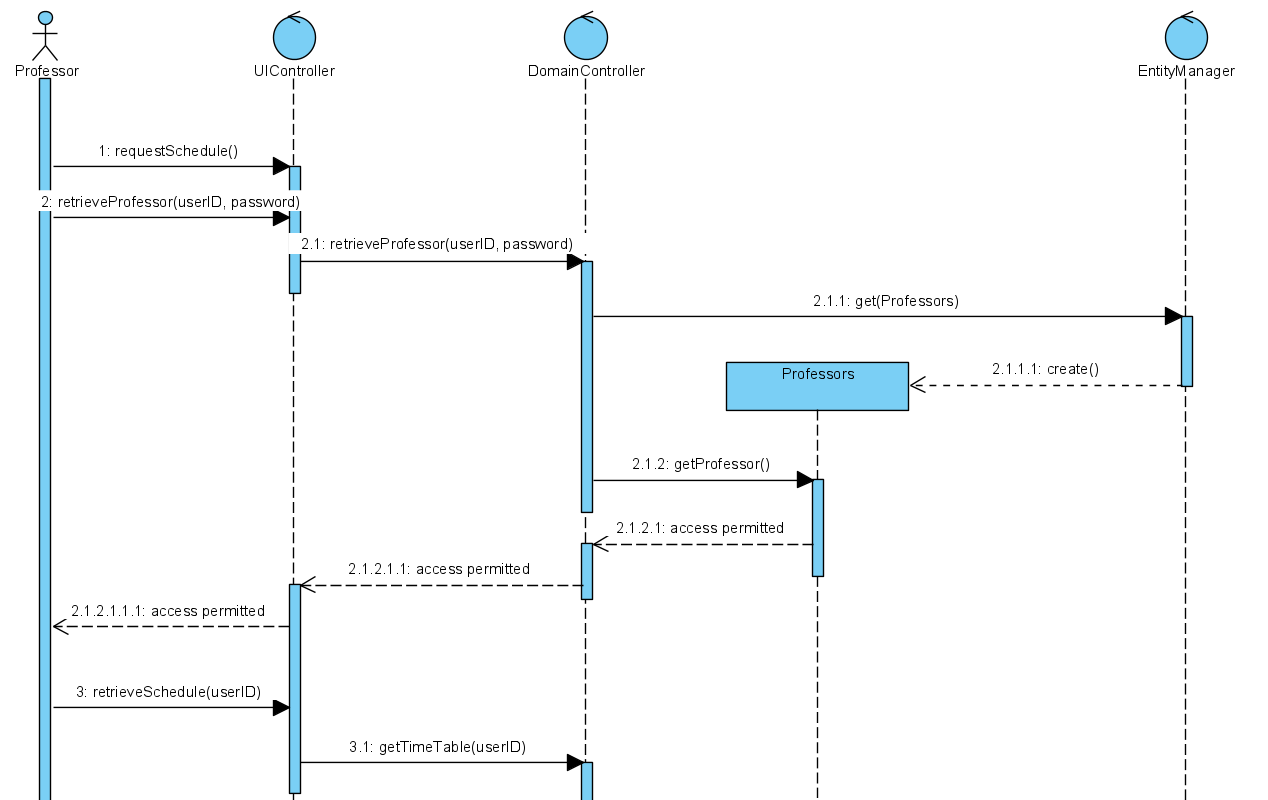 Professor
UIController
DomainController
EntityManager
1: requestSchedule()
2: retrieveProfessor(userID, password)
2.1: retrieveProfessor(userID, password)
2.1.1: get(Professors)
2.1.1.1: create()
Professors
2.1.2: getProfessor()
2.1.2.1: access permitted
2.1.2.1.1: access permitted
2.1.2.1.1.1: access permitted
3: retrieveSchedule(userID)
3.1: getTimeTable(userID)